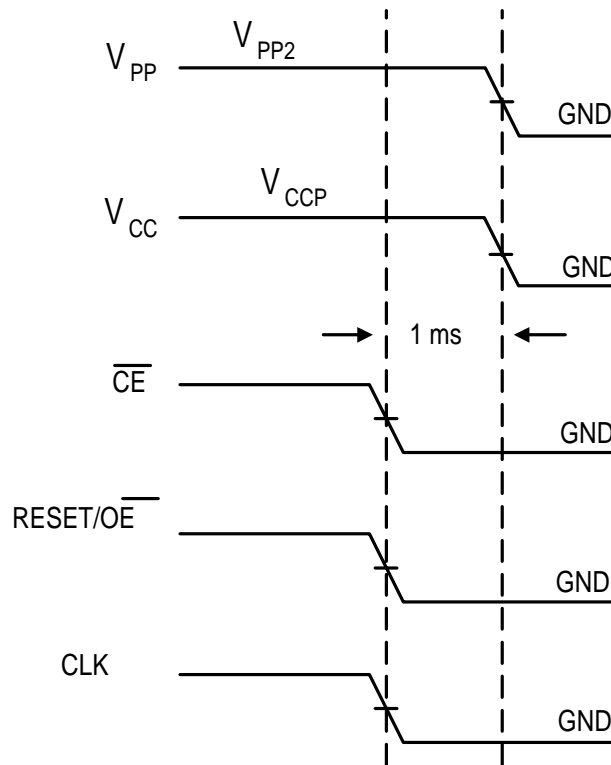 V PP
V PP2
GND
V CC
V CCP
GND
1 ms
CE
GND
RESET/OE
GND
CLK
GND